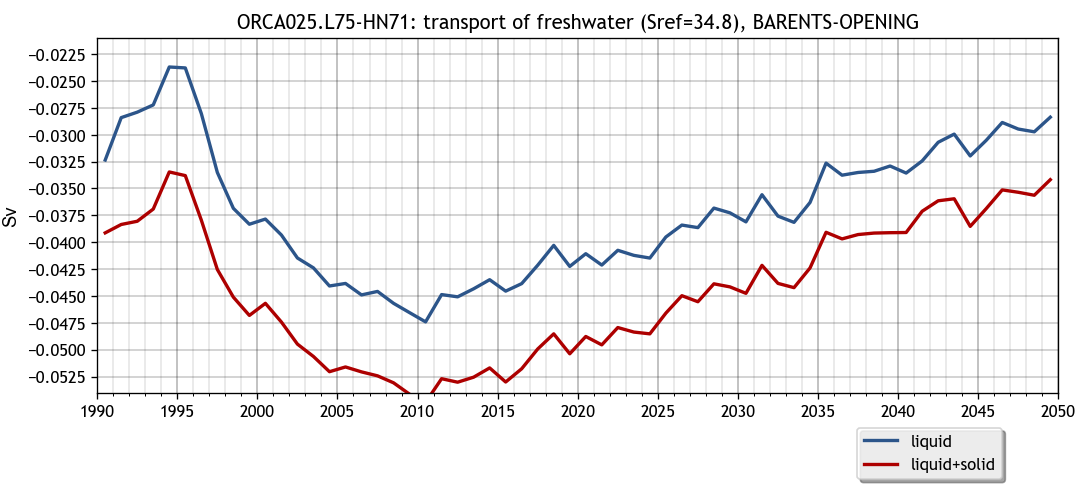 ORCA025.L75-HN71: transport of freshwater (Sref=34.8), BARENTS-OPENING
Sv
−0.0225
−0.0250
−0.0275
−0.0300
−0.0325
−0.0350
−0.0375
−0.0400
−0.0425
−0.0450
−0.0475
−0.0500
−0.0525
1990 1995 2000 2005 2010 2015 2020 2025 2030 2035 2040 2045 2050
liquid
liquid+solid